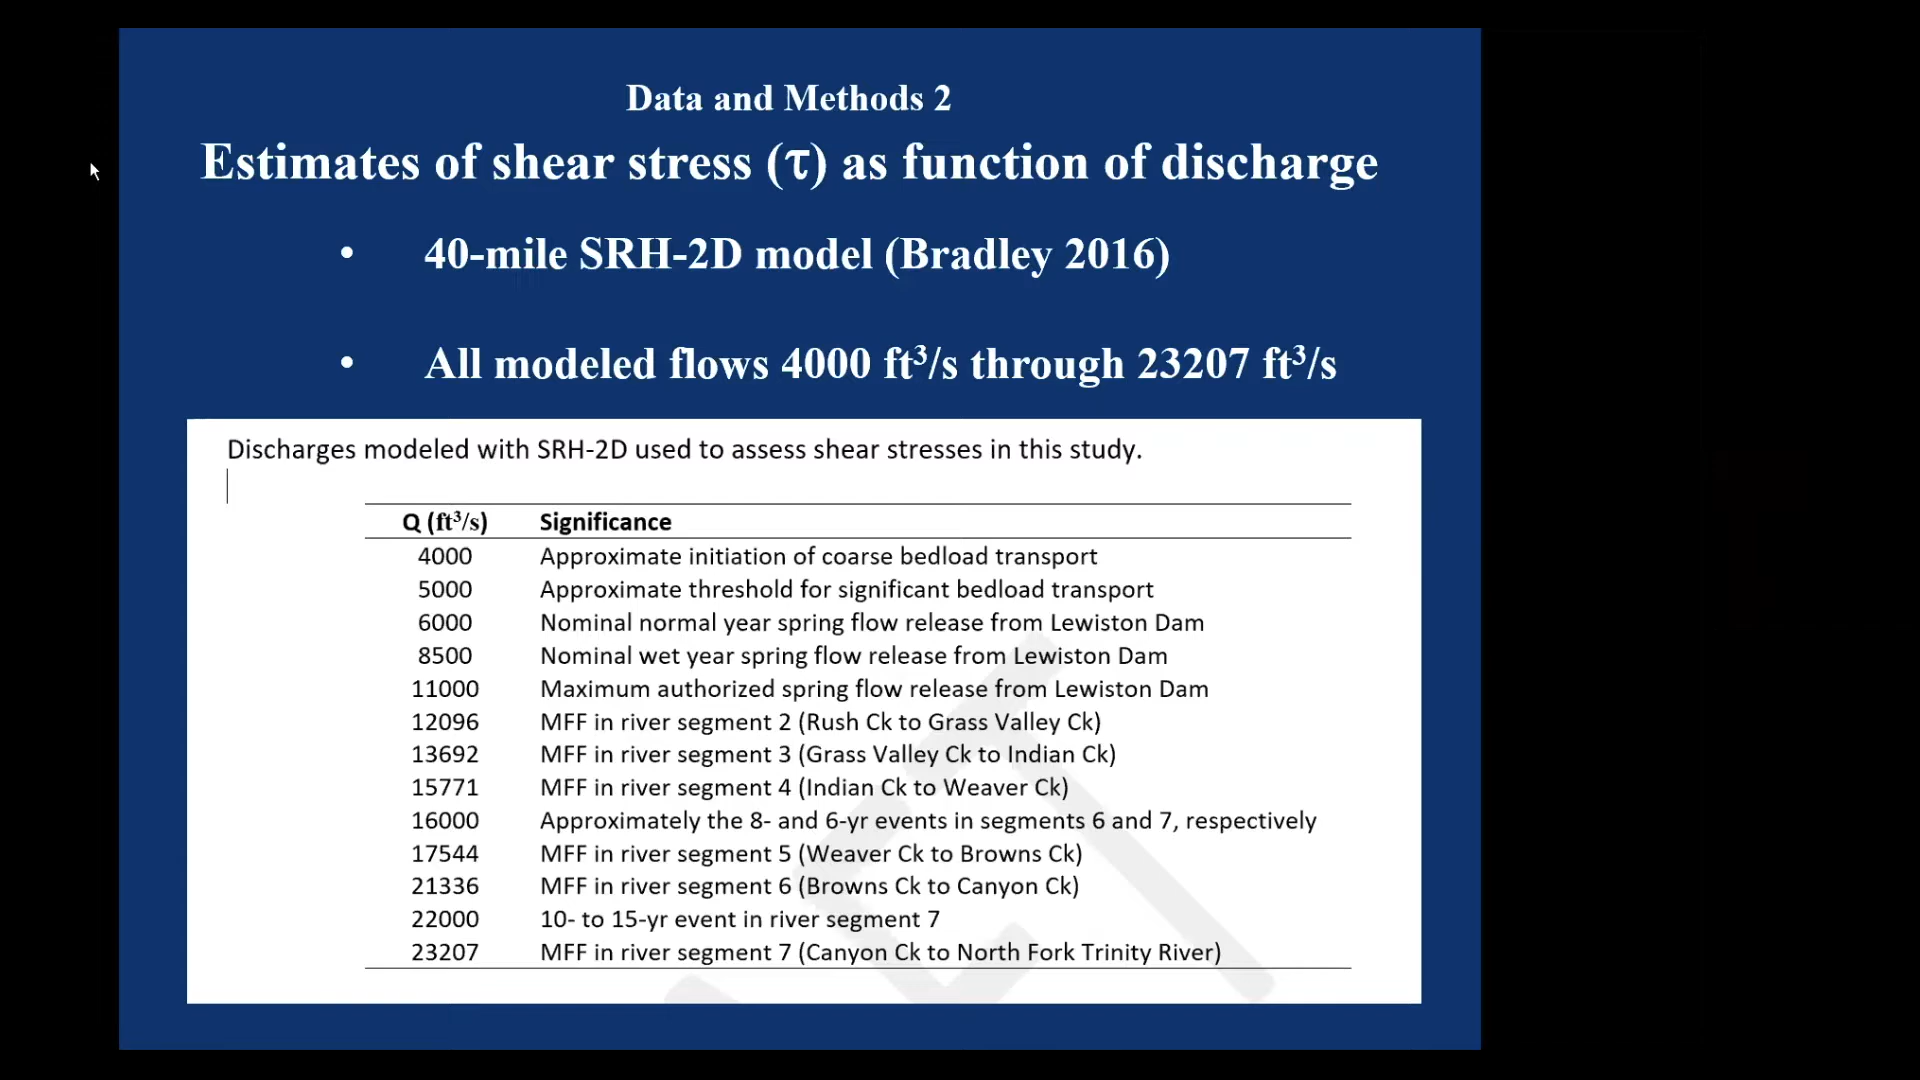 Data and Methods 2
Estimates of shear stress (τ) as function of discharge
• 40-mile SRH-2D model (Bradley 2016)
• All modeled flows 4000 ft³/s through 23207 ft³/s
Discharges modeled with SRH-2D used to assess shear stresses in this study.
Q (ft³/s) Significance
4000 Approximate initiation of coarse bedload transport
5000 Approximate threshold for significant bedload transport
6000 Nominal normal year spring flow release from Lewiston Dam
8500 Nominal wet year spring flow release from Lewiston Dam
11000 Maximum authorized spring flow release from Lewiston Dam
12096 MFF in river segment 2 (Rush Ck to Grass Valley Ck)
13692 MFF in river segment 3 (Grass Valley Ck to Indian Ck)
15771 MFF in river segment 4 (Indian Ck to Weaver Ck)
16000 Approximately the 8- and 6-yr events in segments 6 and 7, respectively
17544 MFF in river segment 5 (Weaver Ck to Browns Ck)
21336 MFF in river segment 6 (Browns Ck to Canyon Ck)
22000 10- to 15-yr event in river segment 7
23207 MFF in river segment 7 (Canyon Ck to North Fork Trinity River)